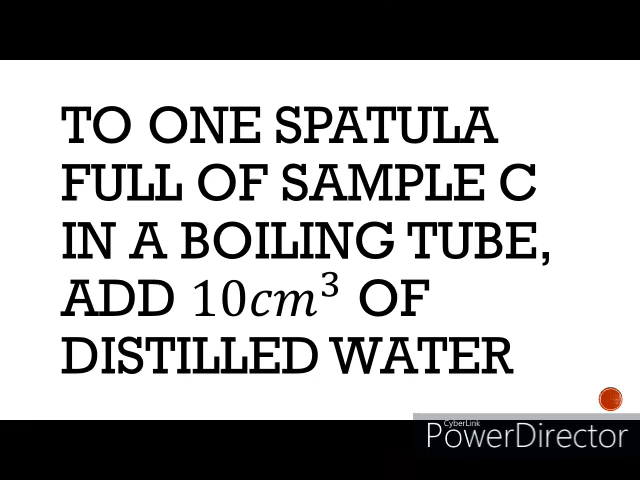 TO ONE SPATULA
FULL OF SAMPLE C
IN A BOILING TUBE,
ADD 10cm³ OF
DISTILLED WATER
CyberLink
PowerDirector